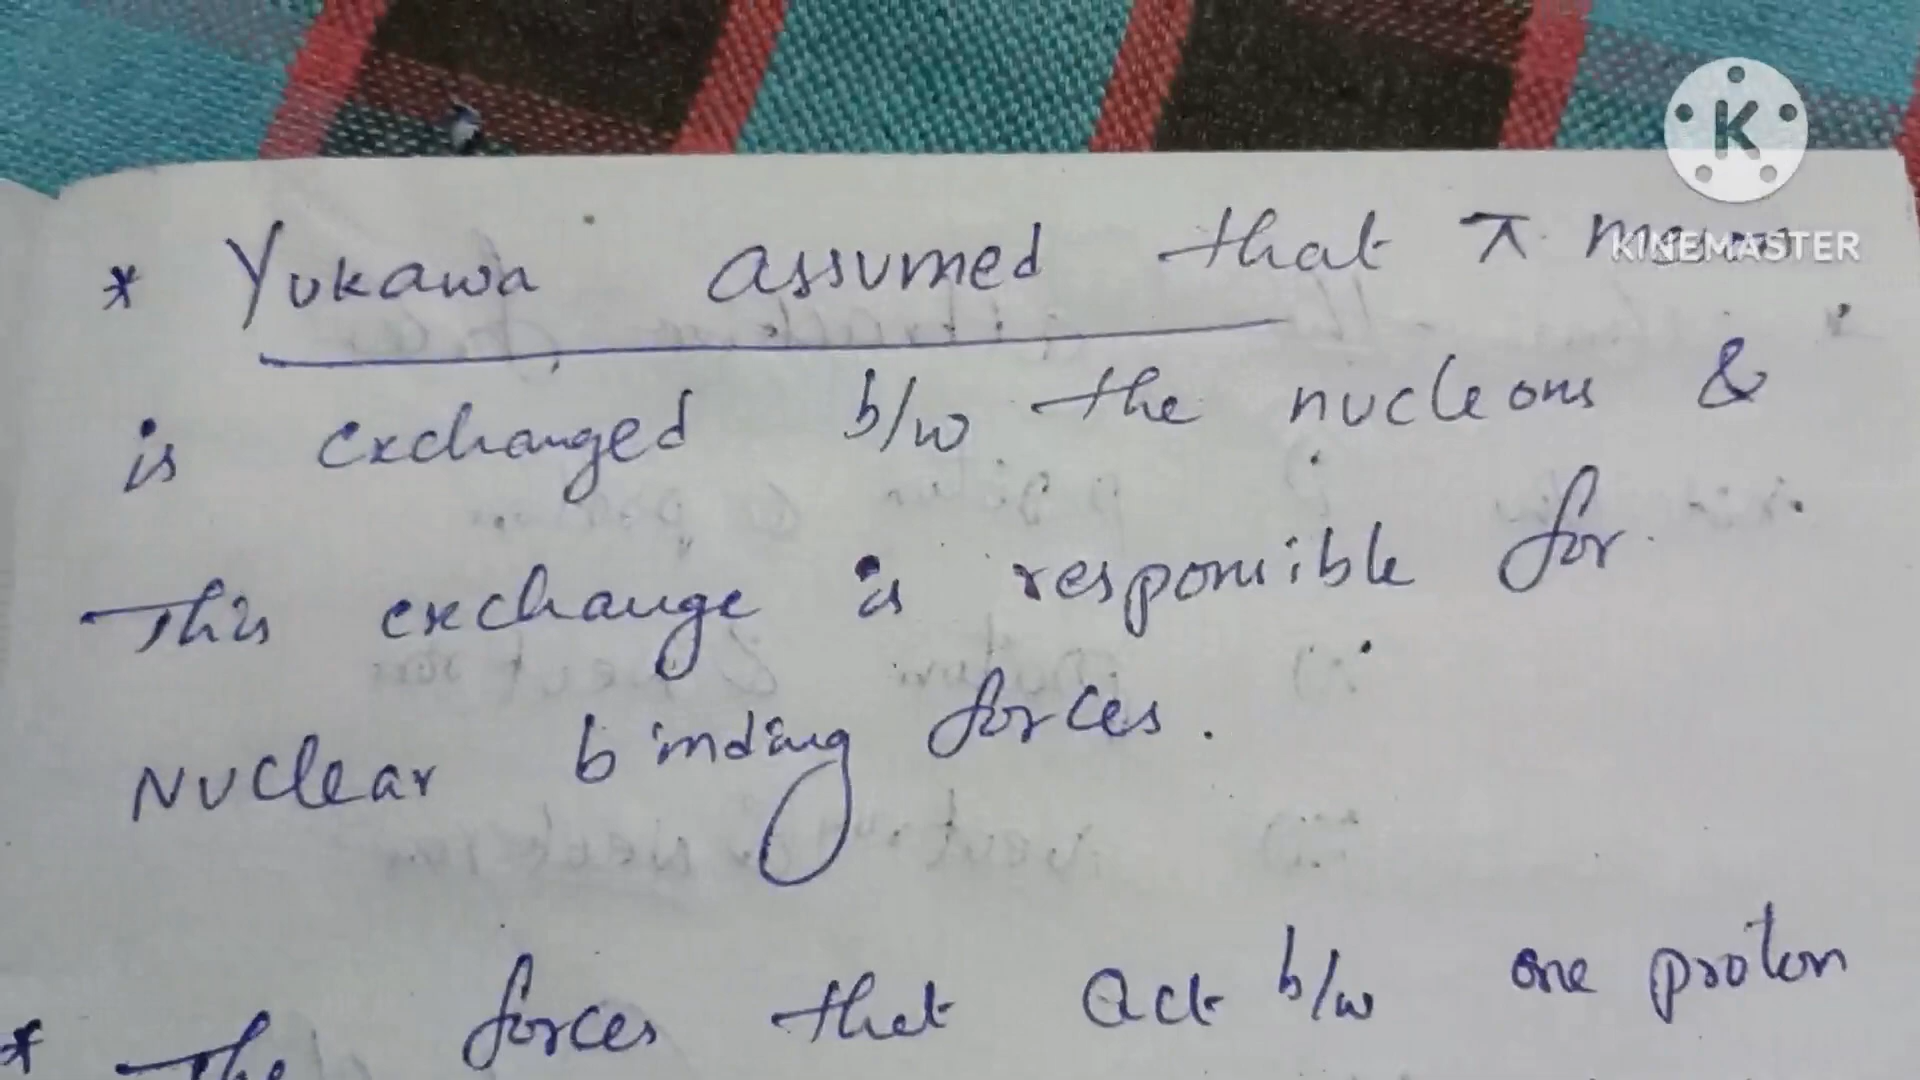 K
KINEMASTER
* Yukawa assumed that π meson
is exchanged b/w the nucleons &
This exchange is responsible for
Nuclear binding forces.
* The forces that act b/w one proton